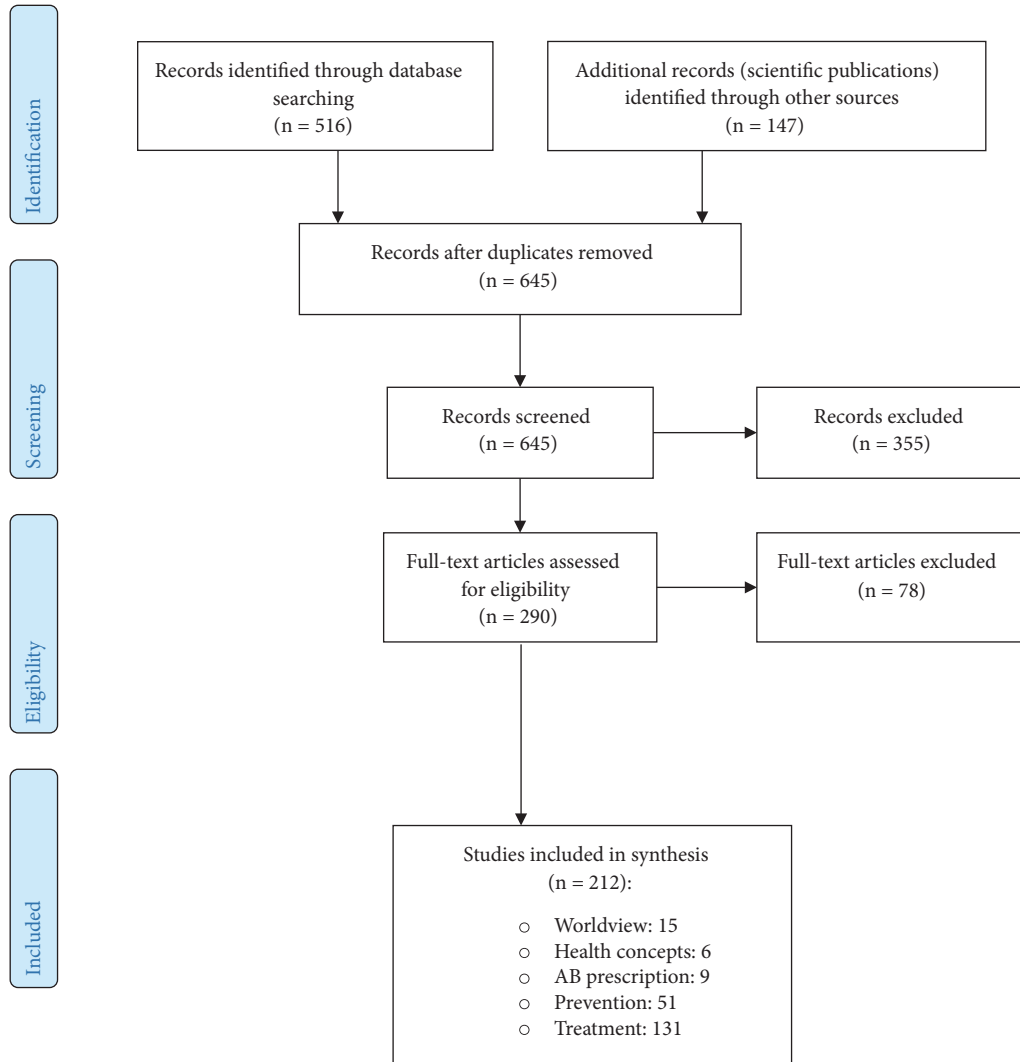 Identification
Records identified through database
searching
(n = 516)
Additional records (scientific publications)
identified through other sources
(n = 147)
Records after duplicates removed
(n = 645)
Screening
Records screened
(n = 645)
Records excluded
(n = 355)
Eligibility
Full-text articles assessed
for eligibility
(n = 290)
Full-text articles excluded
(n = 78)
Included
Studies included in synthesis
(n = 212):
○ Worldview: 15
○ Health concepts: 6
○ AB prescription: 9
○ Prevention: 51
○ Treatment: 131